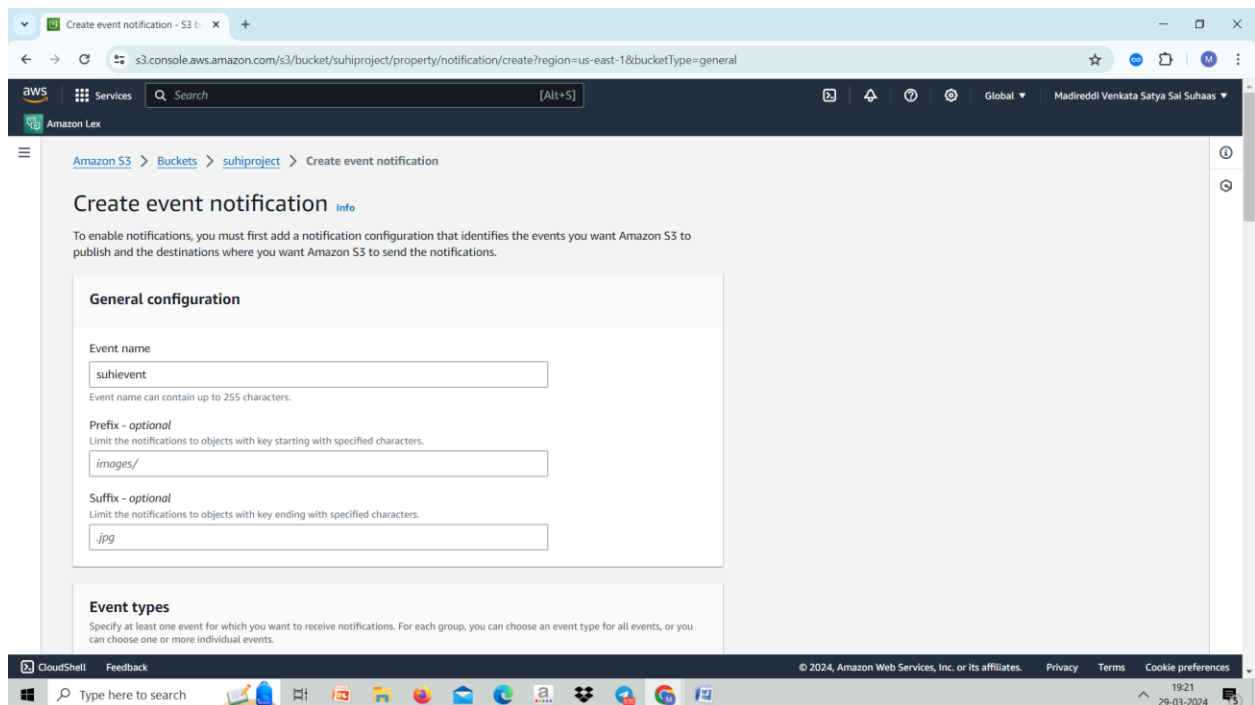 Create event notification - S3 b
s3.console.aws.amazon.com/s3/bucket/suhiproject/property/notification/create?region=us-east-1&bucketType=general
M
aws
Services
Search
[Alt+S]
Global
Madireddi Venkata Satya Sai Suhaas
Amazon Lex
Amazon S3 > Buckets > suhiproject > Create event notification
Create event notification Info
To enable notifications, you must first add a notification configuration that identifies the events you want Amazon S3 to
publish and the destinations where you want Amazon S3 to send the notifications.
General configuration
Event name
suhievent
Event name can contain up to 255 characters.
Prefix - optional
Limit the notifications to objects with key starting with specified characters.
images/
Suffix - optional
Limit the notifications to objects with key ending with specified characters.
.jpg
Event types
Specify at least one event for which you want to receive notifications. For each group, you can choose an event type for all events, or you
can choose one or more individual events.
CloudShell Feedback
© 2024, Amazon Web Services, Inc. or its affiliates. Privacy Terms Cookie preferences
Type here to search
19:21
29-03-2024